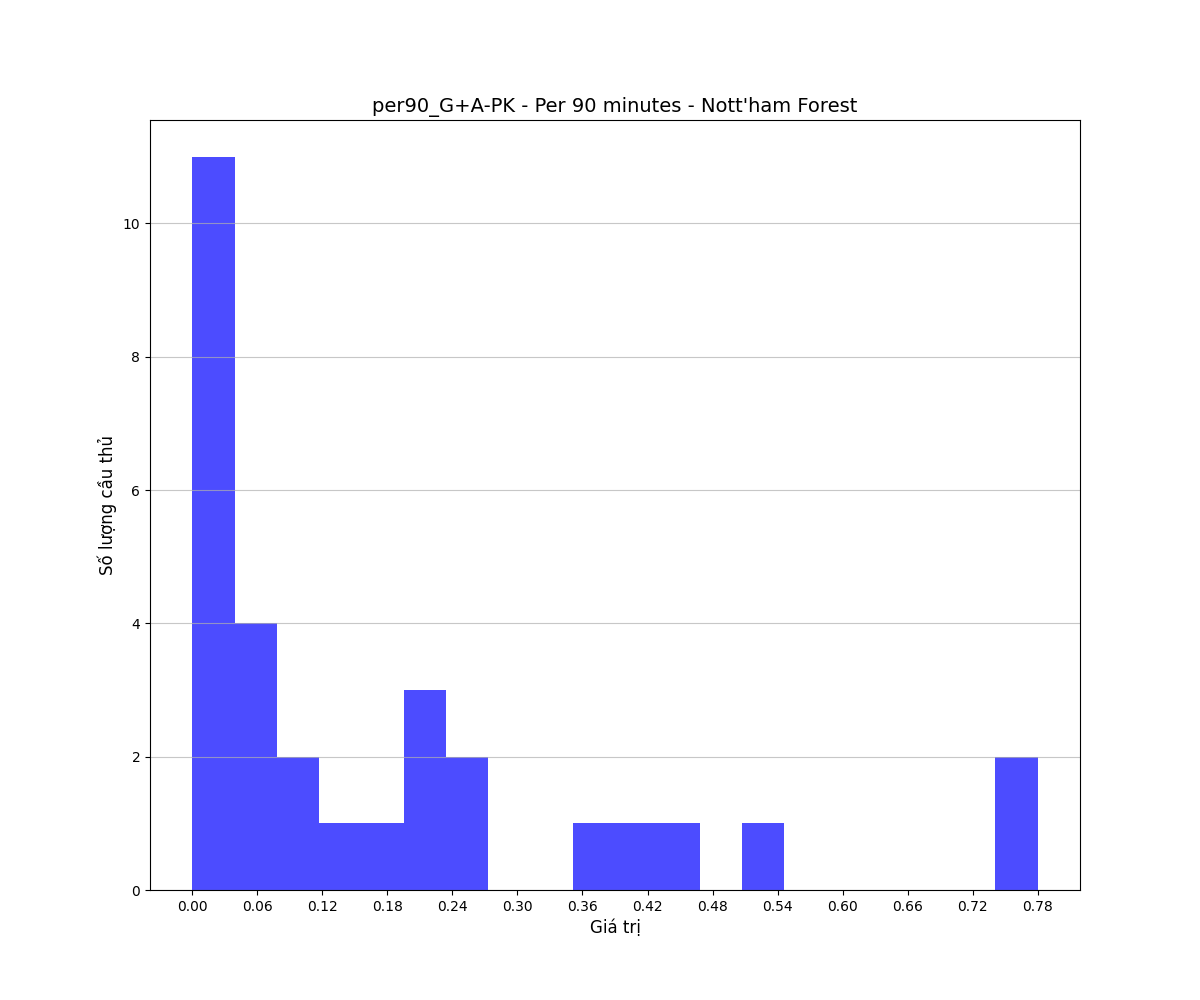 per90_G+A-PK - Per 90 minutes - Nott'ham Forest
10
8
6
4
2
0
Số lượng cầu thủ
0.00 0.06 0.12 0.18 0.24 0.30 0.36 0.42 0.48 0.54 0.60 0.66 0.72 0.78
Giá trị